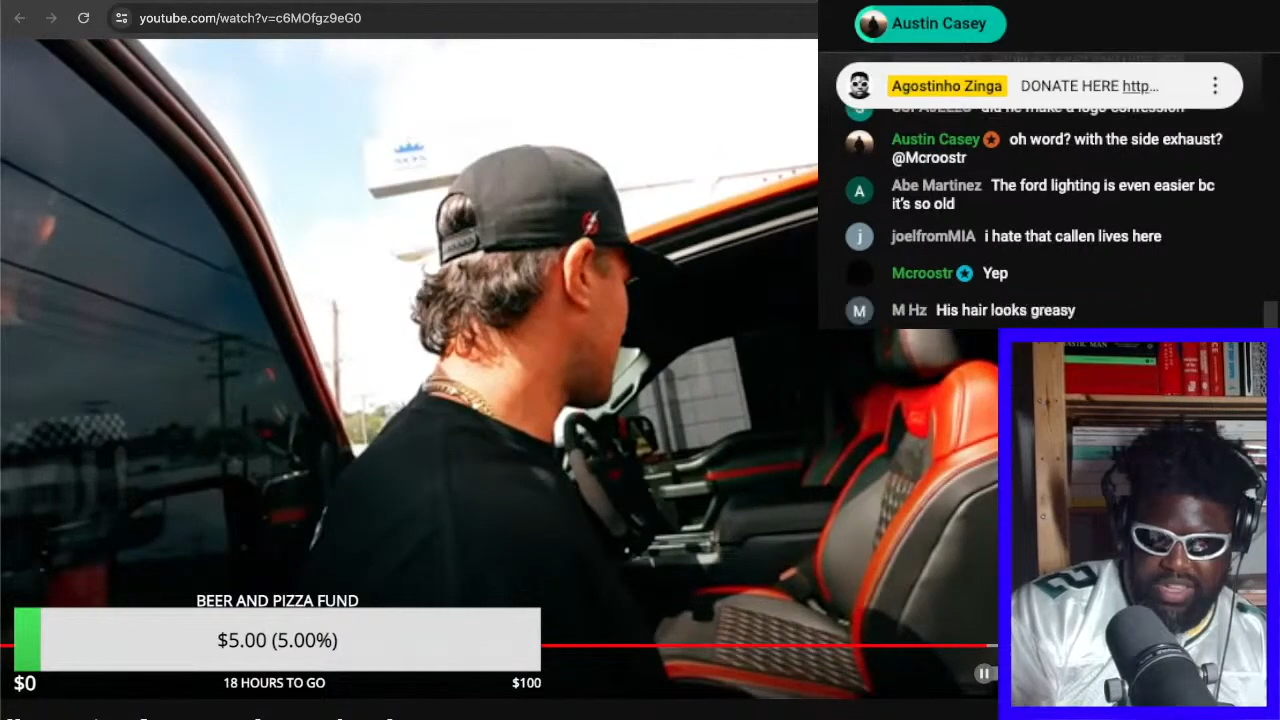 youtube.com/watch?v=c6MOfgz9eG0
Austin Casey
Agostinho Zinga DONATE HERE http...
Austin Casey oh word? with the side exhaust?
@Mcroostr
A Abe Martinez The ford lighting is even easier bc
it's so old
j joelfromMIA i hate that callen lives here
Mcroostr Yep
M M Hz His hair looks greasy
BEER AND PIZZA FUND
$5.00 (5.00%)
$0 18 HOURS TO GO $100
2